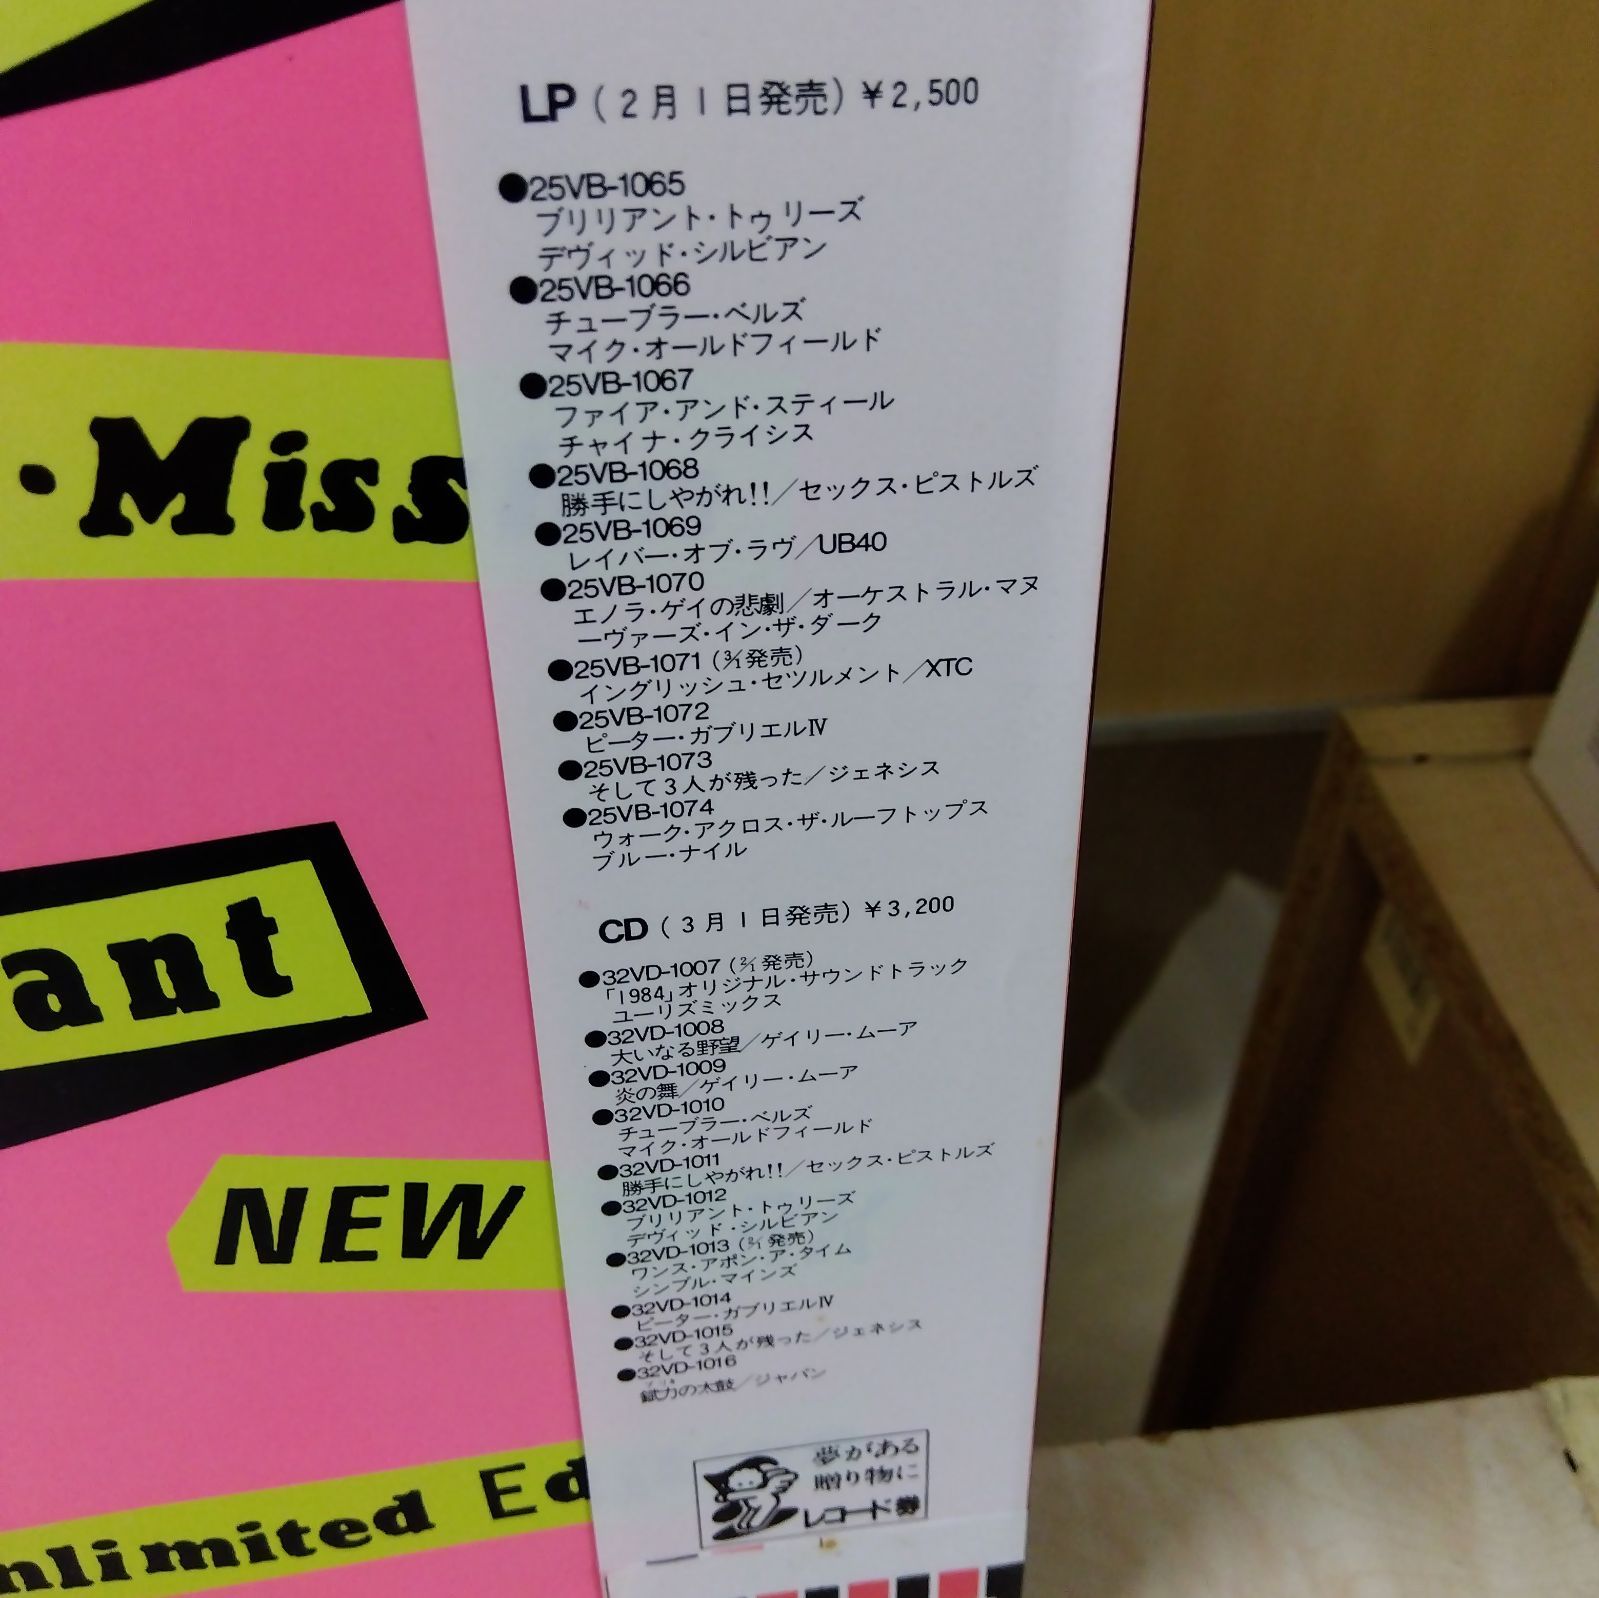 ·Miss
ant
NEW
nlimited Ed
LP(2月1日発売)¥2,500
●25VB-1065
ブリリアント・トゥリーズ
デヴィッド・シルビアン
●25VB-1066
チューブラー・ベルズ
マイク・オールドフィールド
●25VB-1067
ファイア・アンド・スティール
チャイナ・クライシス
●25VB-1068
勝手にしやがれ!!/セックス・ピストルズ
●25VB-1069
レイバー・オブ・ラヴ/UB40
●25VB-1070
エノラ・ゲイの悲劇/オーケストラル・マヌ
ーヴァーズ・イン・ザ・ダーク
●25VB-1071(3/1発売)
イングリッシュ・セツルメント/XTC
●25VB-1072
ピーター・ガブリエルⅣ
●25VB-1073
そして3人が残った/ジェネシス
●25VB-1074
ウォーク・アクロス・ザ・ルーフトップス
ブルー・ナイル
CD(3月1日発売)¥3,200
●32VD-1007(2/1発売)
「1984」オリジナル・サウンドトラック
ユーリズミックス
●32VD-1008
大いなる野望/ゲイリー・ムーア
●32VD-1009
炎の舞/ゲイリー・ムーア
●32VD-1010
チューブラー・ベルズ
マイク・オールドフィールド
●32VD-1011
勝手にしやがれ!!/セックス・ピストルズ
●32VD-1012
ブリリアント・トゥリーズ
デヴィッド・シルビアン
●32VD-1013(2/1発売)
ワンス・アポン・ア・タイム
シンプル・マインズ
●32VD-1014
ピーター・ガブリエルⅣ
●32VD-1015
そして3人が残った/ジェネシス
●32VD-1016
の太鼓/ジャパン
夢がある
贈り物に
レコード券